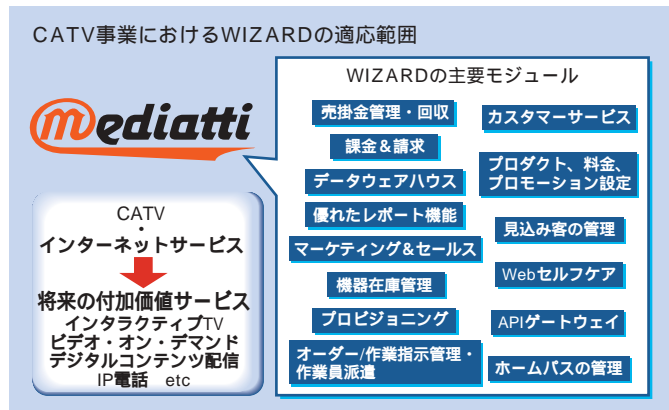 CATV事業におけるWIZARDの適応範囲
mediatti
CATV
・
インターネットサービス
将来の付加価値サービス
インタラクティブTV
ビデオ・オン・デマンド
デジタルコンテンツ配信
IP電話 etc
WIZARDの主要モジュール
売掛金管理・回収
課金＆請求
データウェアハウス
優れたレポート機能
マーケティング＆セールス
機器在庫管理
プロビジョニング
オーダー/作業指示管理・
作業員派遣
カスタマーサービス
プロダクト、料金、
プロモーション設定
見込み客の管理
Webセルフケア
APIゲートウェイ
ホームパスの管理